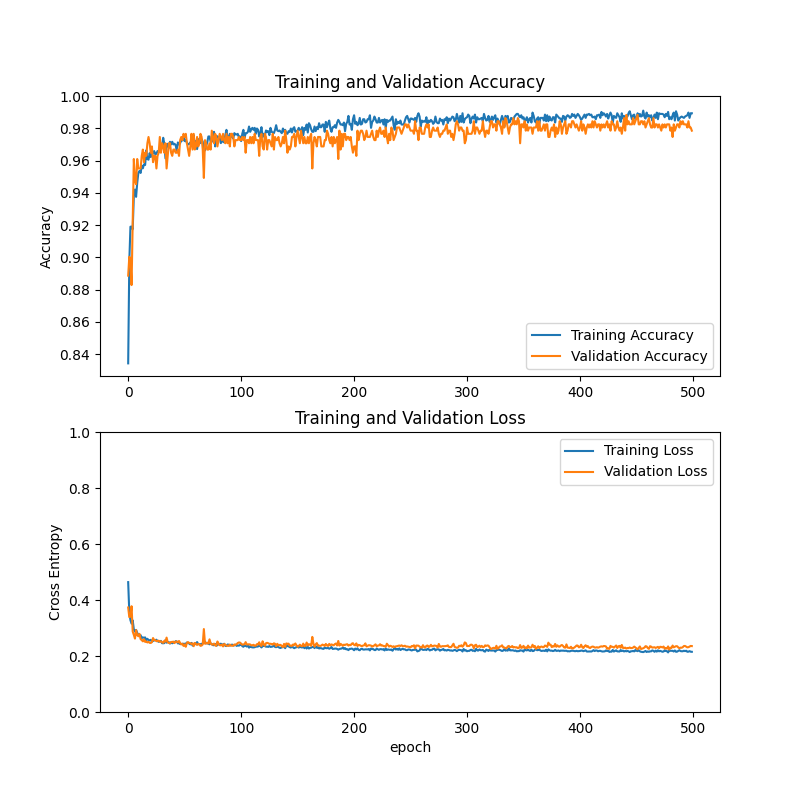 Training and Validation Accuracy
Accuracy
1.00
0.98
0.96
0.94
0.92
0.90
0.88
0.86
0.84
Training Accuracy
Validation Accuracy
0 100 200 300 400 500
Training and Validation Loss
Cross Entropy
1.0
0.8
0.6
0.4
0.2
0.0
Training Loss
Validation Loss
0 100 200 300 400 500
epoch